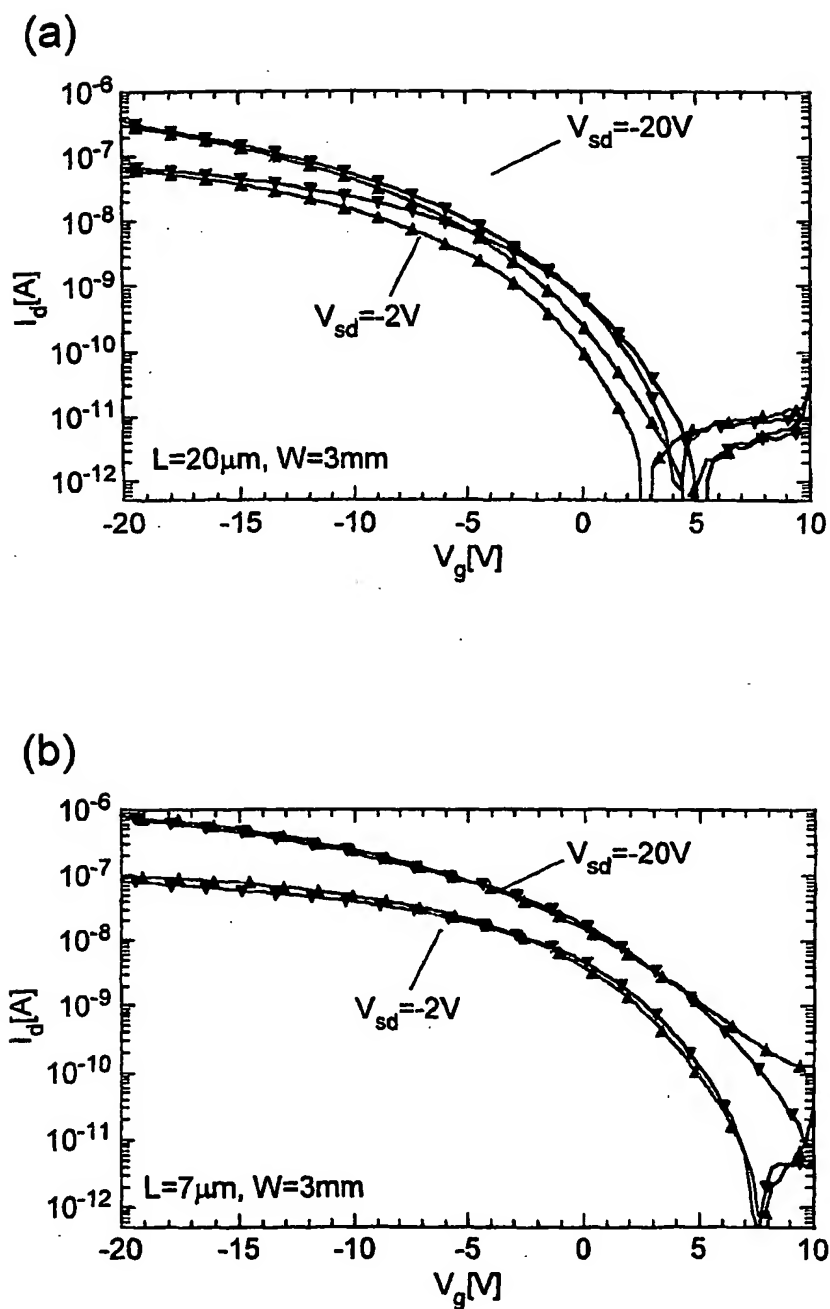 (a)
10⁻⁶
10⁻⁷
10⁻⁸
10⁻⁹
10⁻¹⁰
10⁻¹¹
10⁻¹²
I_d[A]
V_sd=-20V
V_sd=-2V
L=20μm, W=3mm
-20 -15 -10 -5 0 5 10
V_g[V]
(b)
10⁻⁶
10⁻⁷
10⁻⁸
10⁻⁹
10⁻¹⁰
10⁻¹¹
10⁻¹²
I_d[A]
V_sd=-20V
V_sd=-2V
L=7μm, W=3mm
-20 -15 -10 -5 0 5 10
V_g[V]